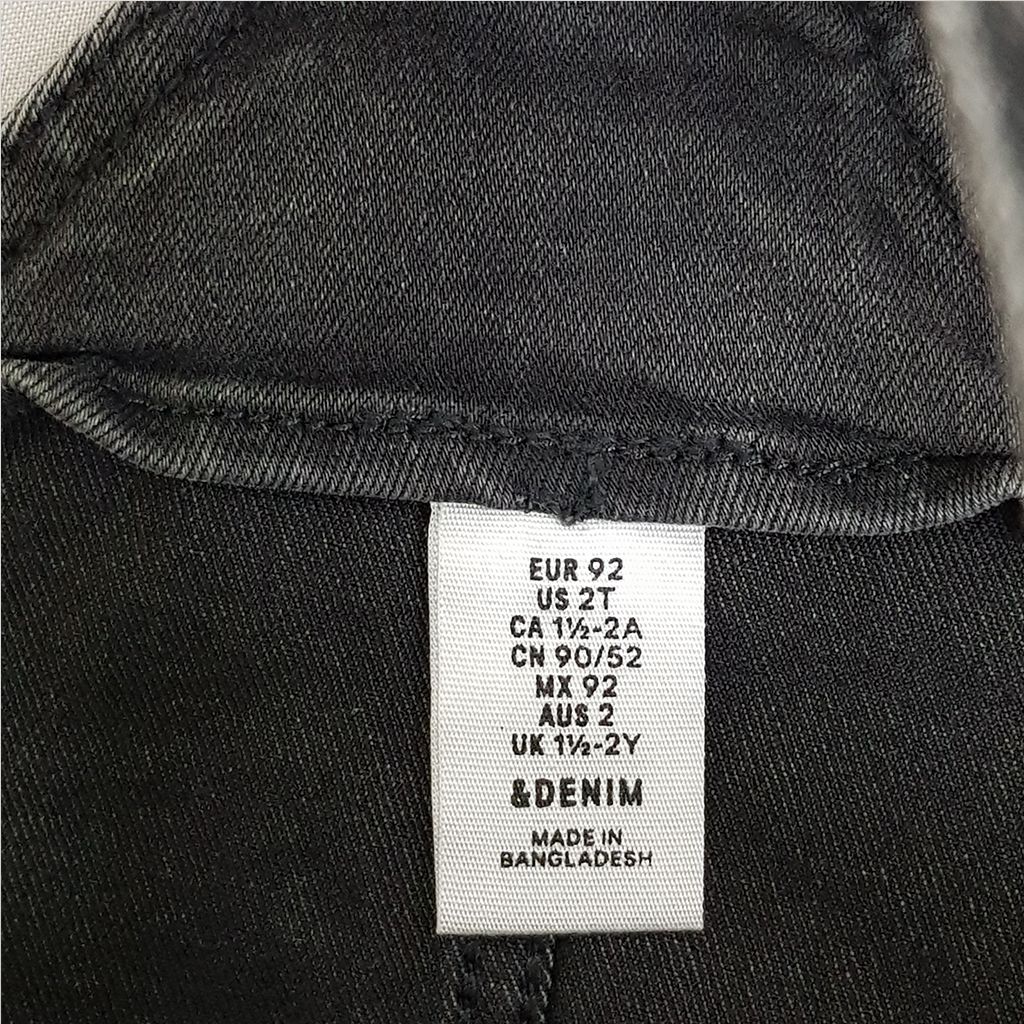 EUR 92
US 2T
CA 1½-2A
CN 90/52
MX 92
AUS 2
UK 1½-2Y
&DENIM
MADE IN
BANGLADESH